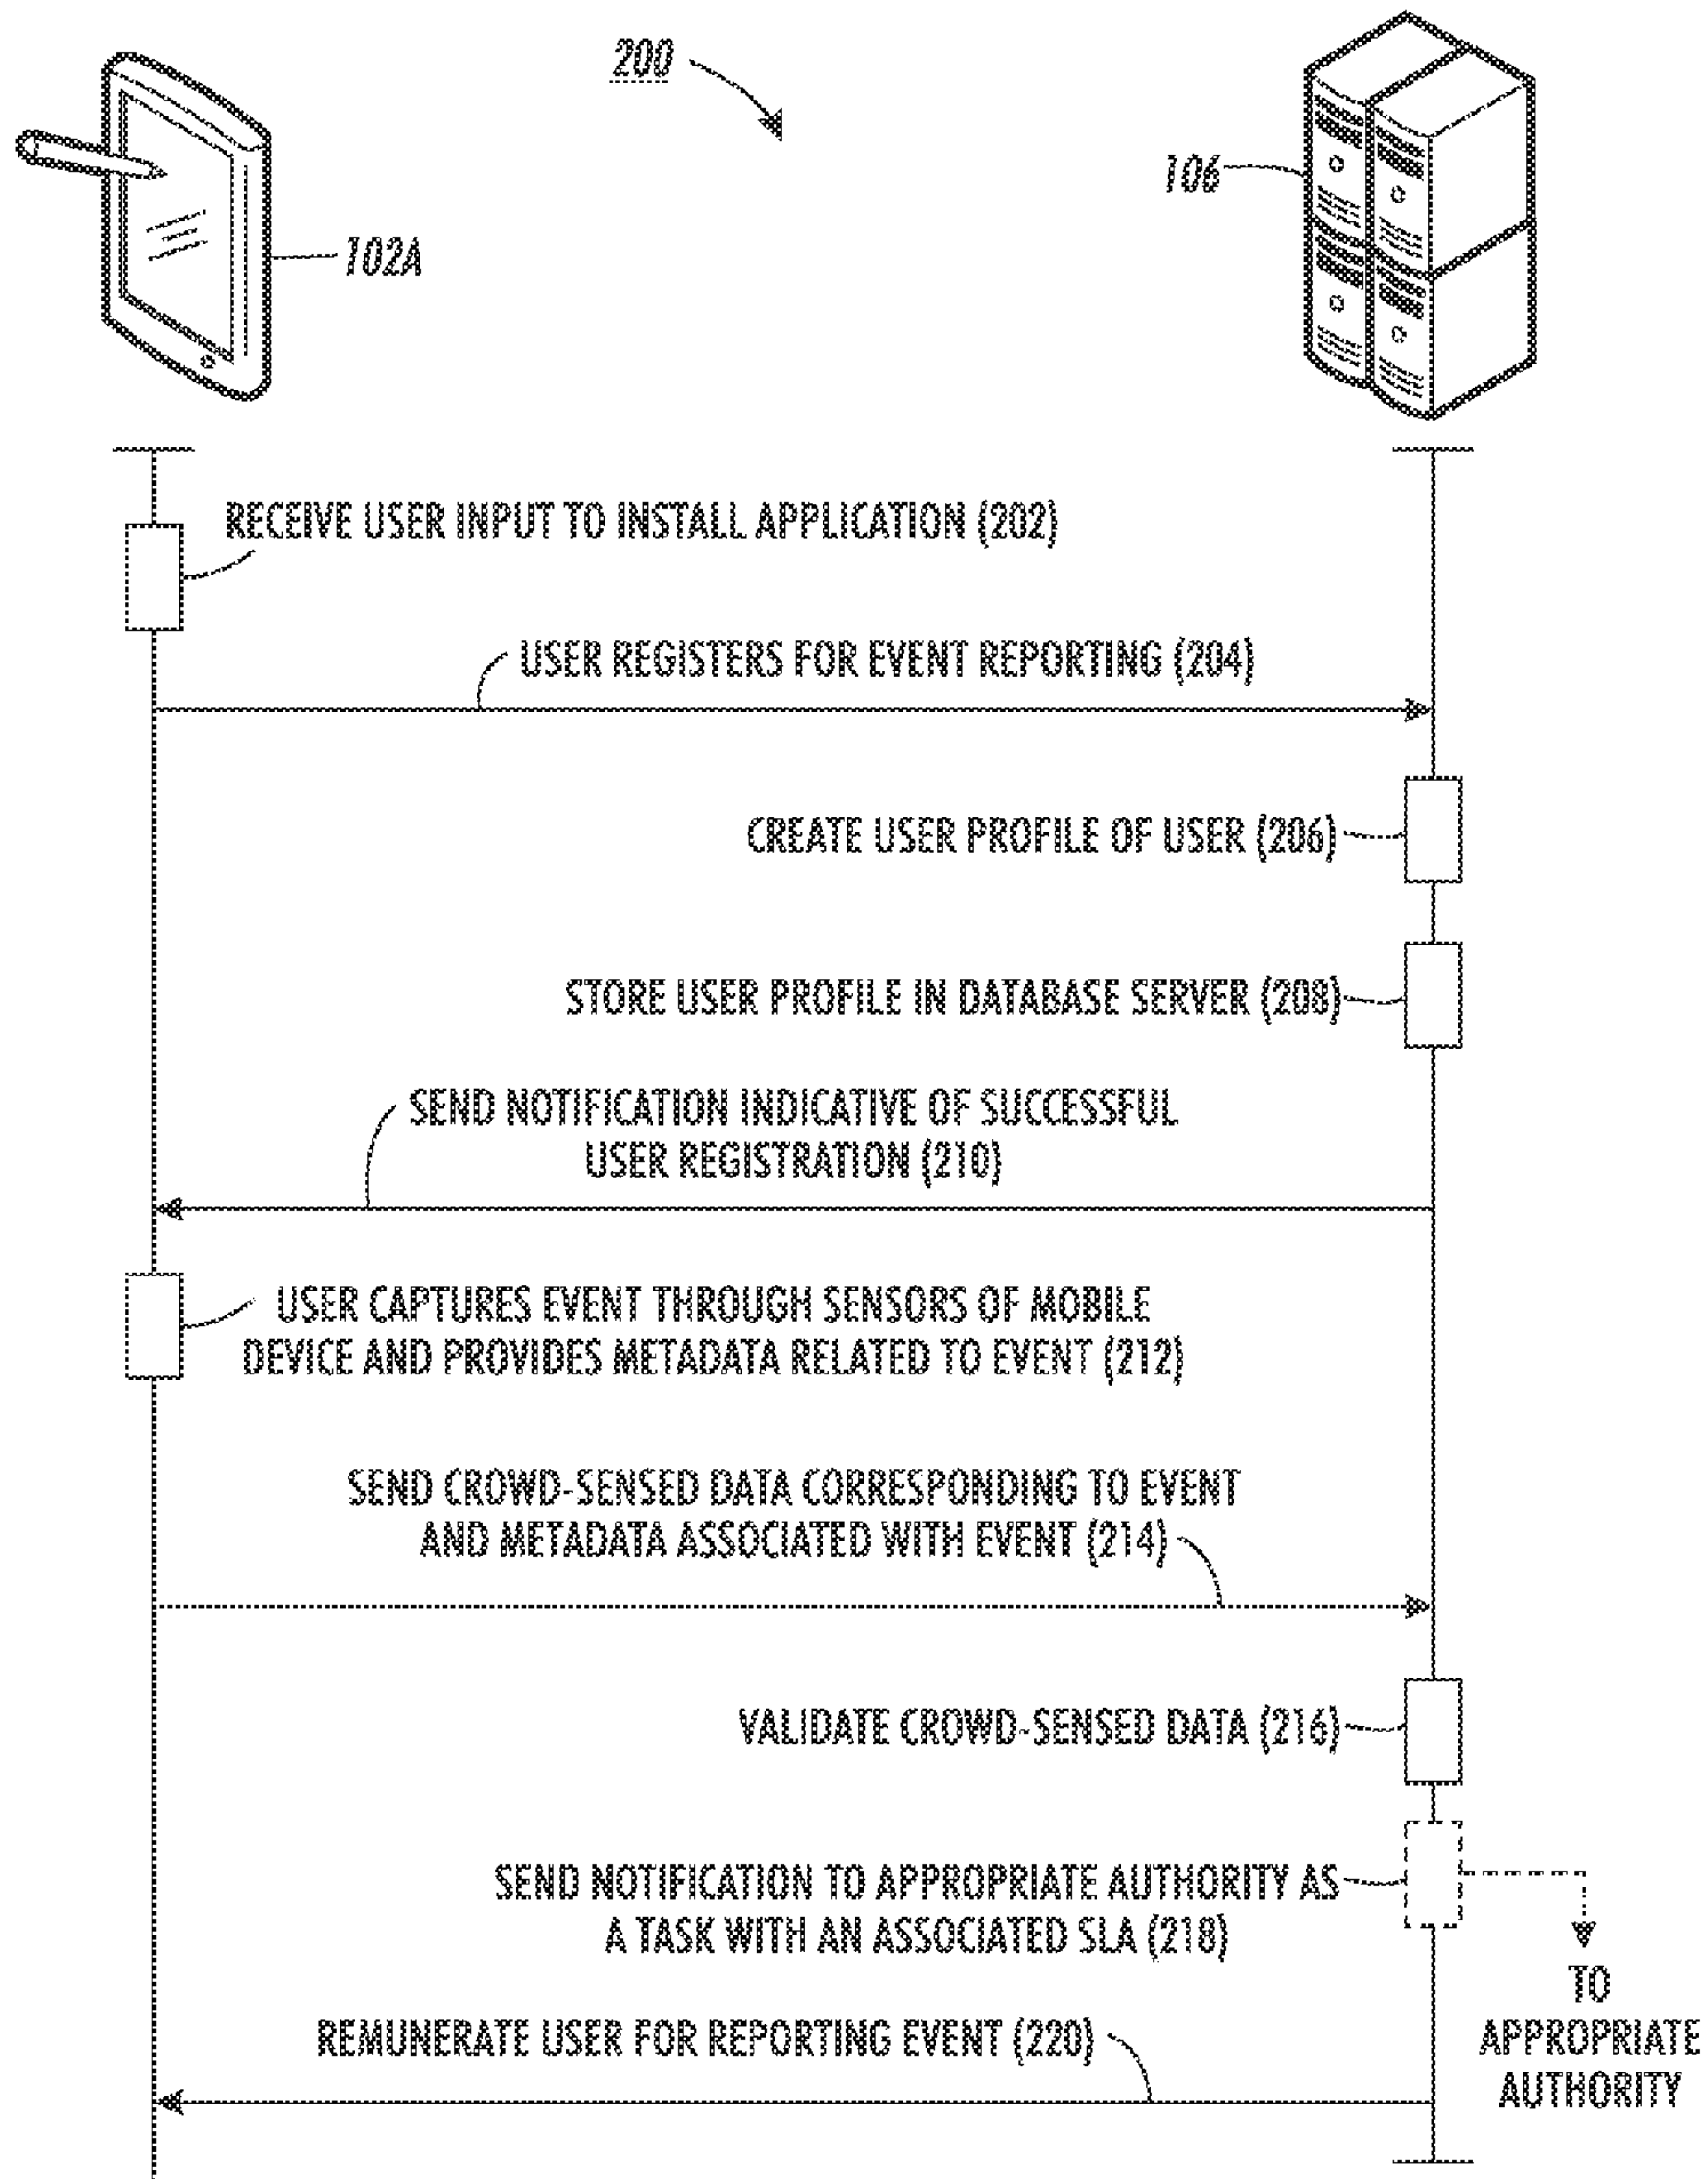 200
106
102A
RECEIVE USER INPUT TO INSTALL APPLICATION (202)
USER REGISTERS FOR EVENT REPORTING (204)
CREATE USER PROFILE OF USER (206)
STORE USER PROFILE IN DATABASE SERVER (208)
SEND NOTIFICATION INDICATIVE OF SUCCESSFUL
USER REGISTRATION (210)
USER CAPTURES EVENT THROUGH SENSORS OF MOBILE
DEVICE AND PROVIDES METADATA RELATED TO EVENT (212)
SEND CROWD-SENSED DATA CORRESPONDING TO EVENT
AND METADATA ASSOCIATED WITH EVENT (214)
VALIDATE CROWD-SENSED DATA (216)
SEND NOTIFICATION TO APPROPRIATE AUTHORITY AS
A TASK WITH AN ASSOCIATED SLA (218)
TO
APPROPRIATE
AUTHORITY
REMUNERATE USER FOR REPORTING EVENT (220)